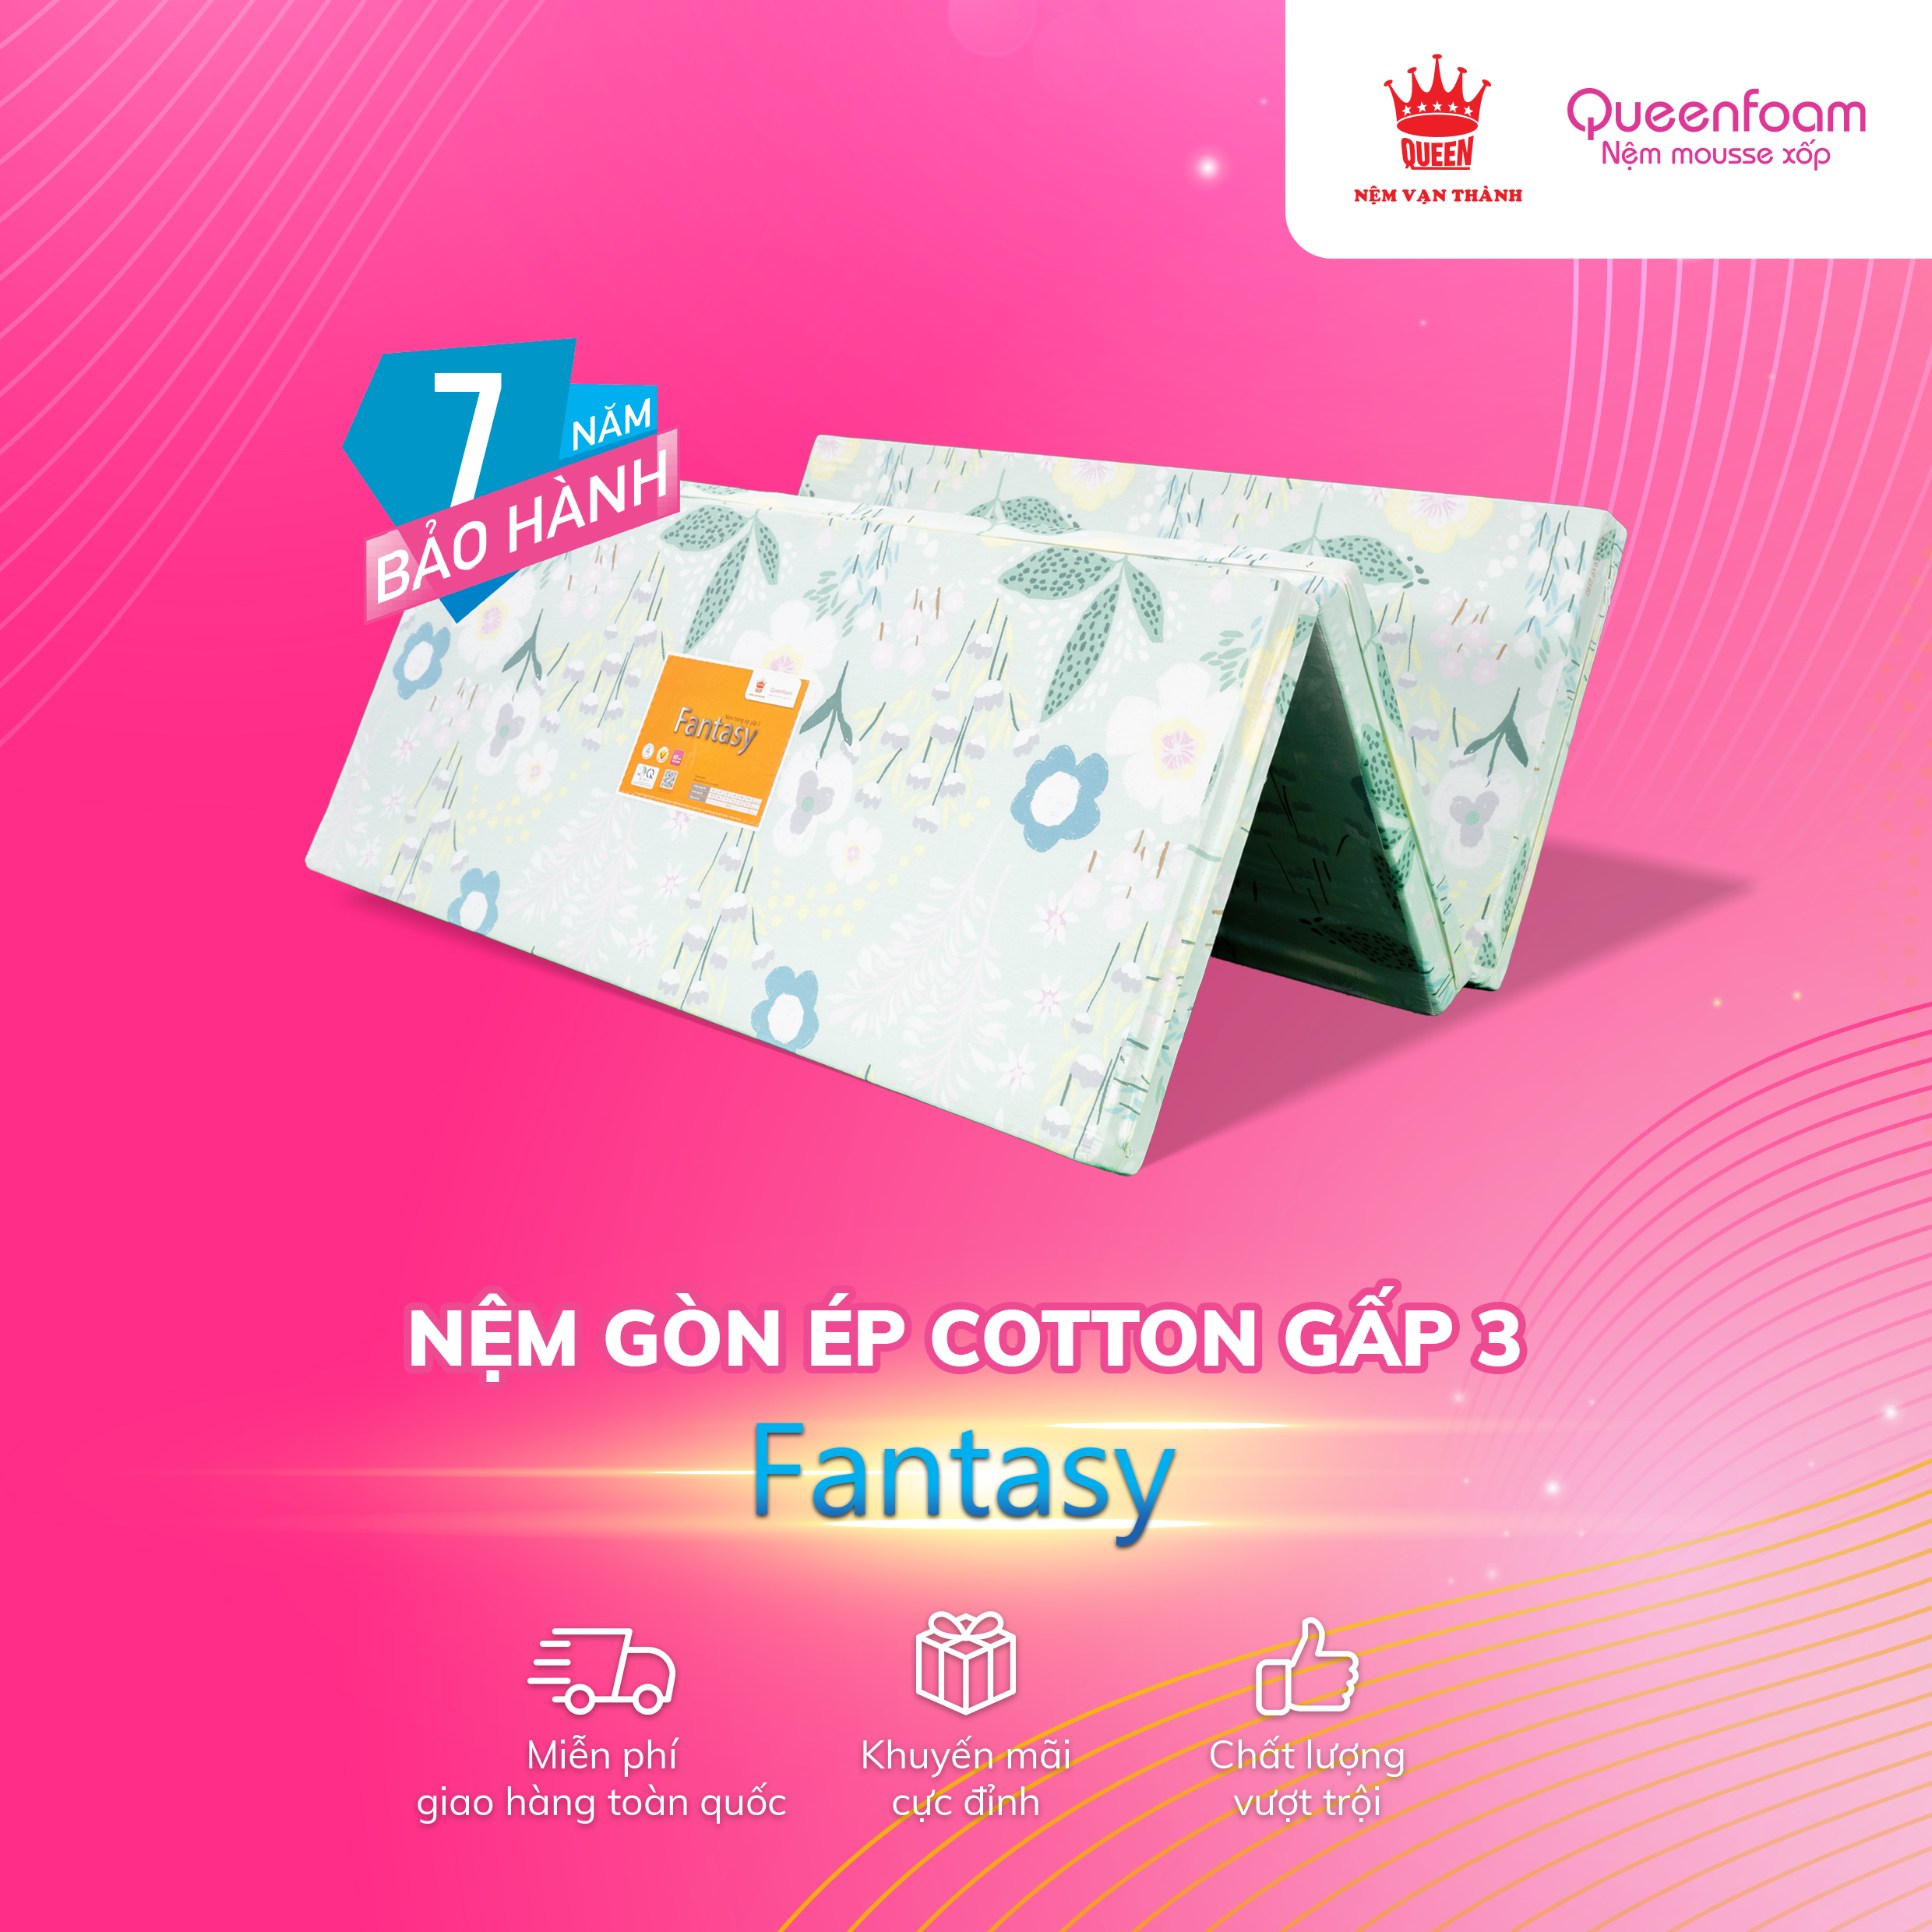 QUEEN
NỆM VẠN THÀNH
Queenfoam
Nệm mousse xốp
7
NĂM
BẢO HÀNH
Queenfoam
Fantasy
NỆM GÒN ÉP COTTON GẤP 3
Fantasy
Miễn phí
giao hàng toàn quốc
Khuyến mãi
cực đỉnh
Chất lượng
vượt trội